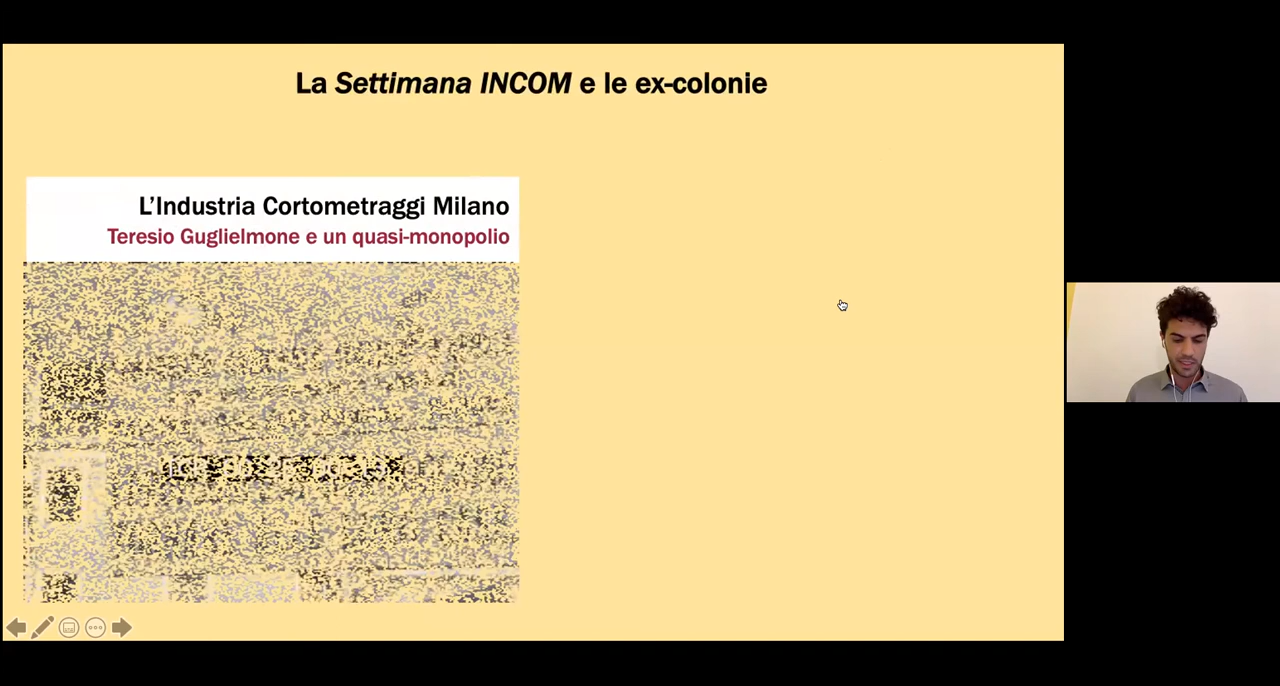 La Settimana INCOM e le ex-colonie
L'Industria Cortometraggi Milano
Teresio Guglielmone e un quasi-monopolio